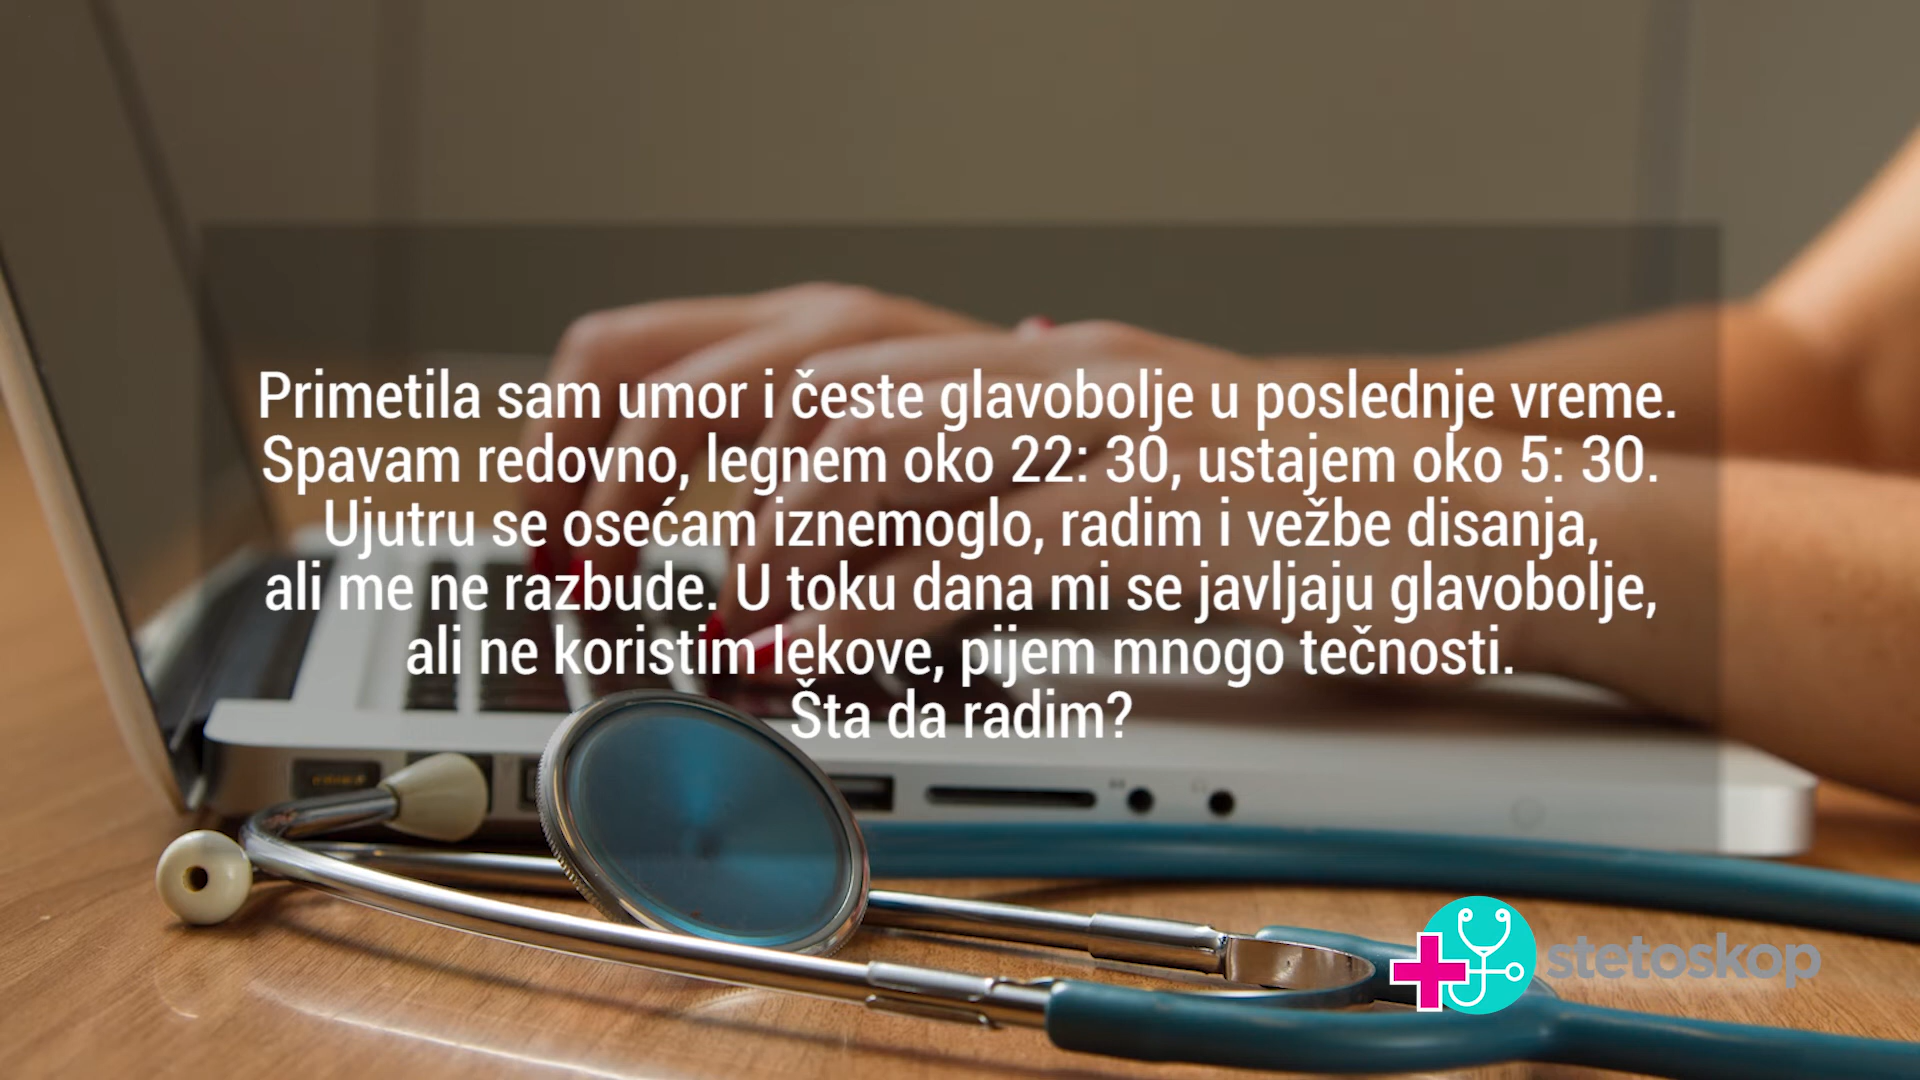 Primetila sam umor i česte glavobolje u poslednje vreme.
Spavam redovno, legnem oko 22: 30, ustajem oko 5: 30.
Ujutru se osećam iznemoglo, radim i vežbe disanja,
ali me ne razbude. U toku dana mi se javljaju glavobolje,
ali ne koristim lekove, pijem mnogo tečnosti.
Šta da radim?
stetoskop